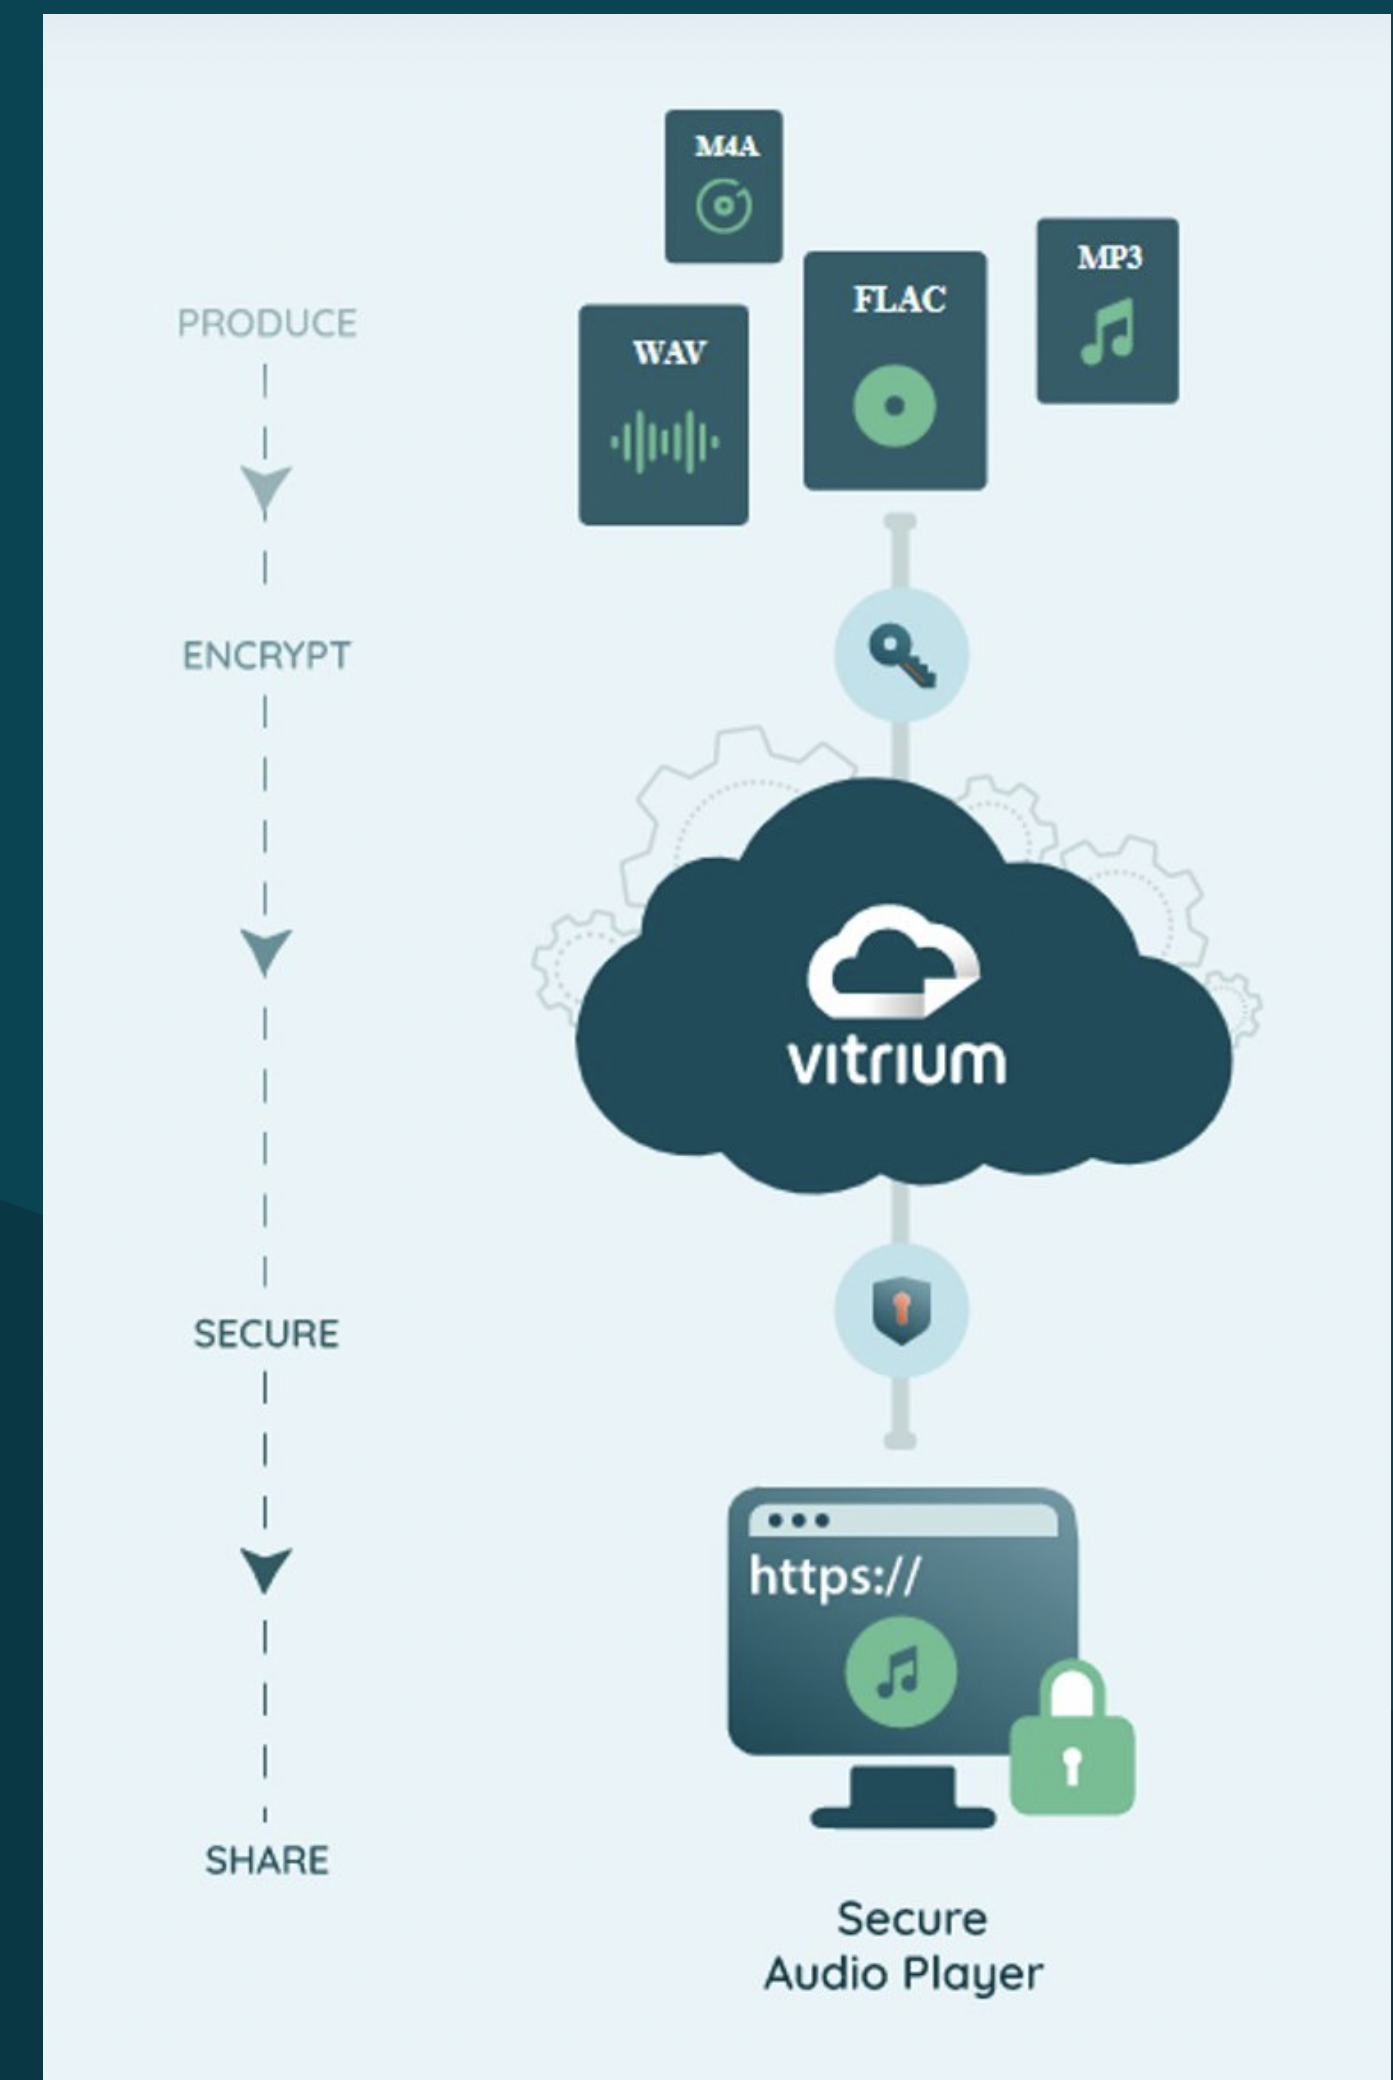 M4A
MP3
FLAC
WAV
PRODUCE
ENCRYPT
vitrium
SECURE
https://
SHARE
Secure
Audio Player